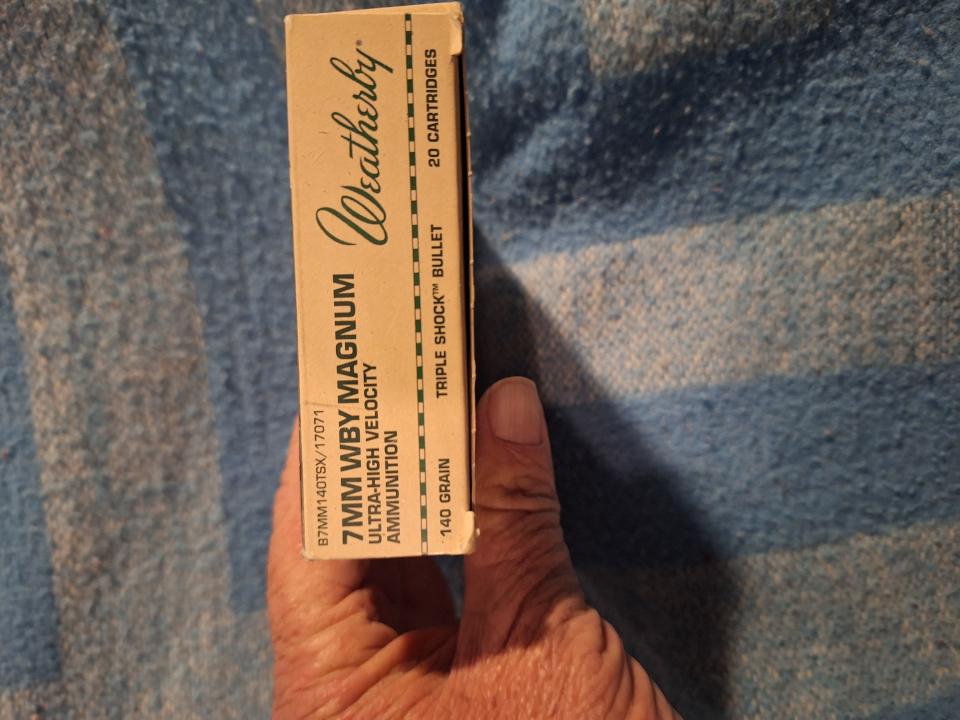 B7MM140TSX/17071
7MM WBY MAGNUM
ULTRA-HIGH VELOCITY
AMMUNITION
Weatherby®
140 GRAIN TRIPLE SHOCK™ BULLET 20 CARTRIDGES